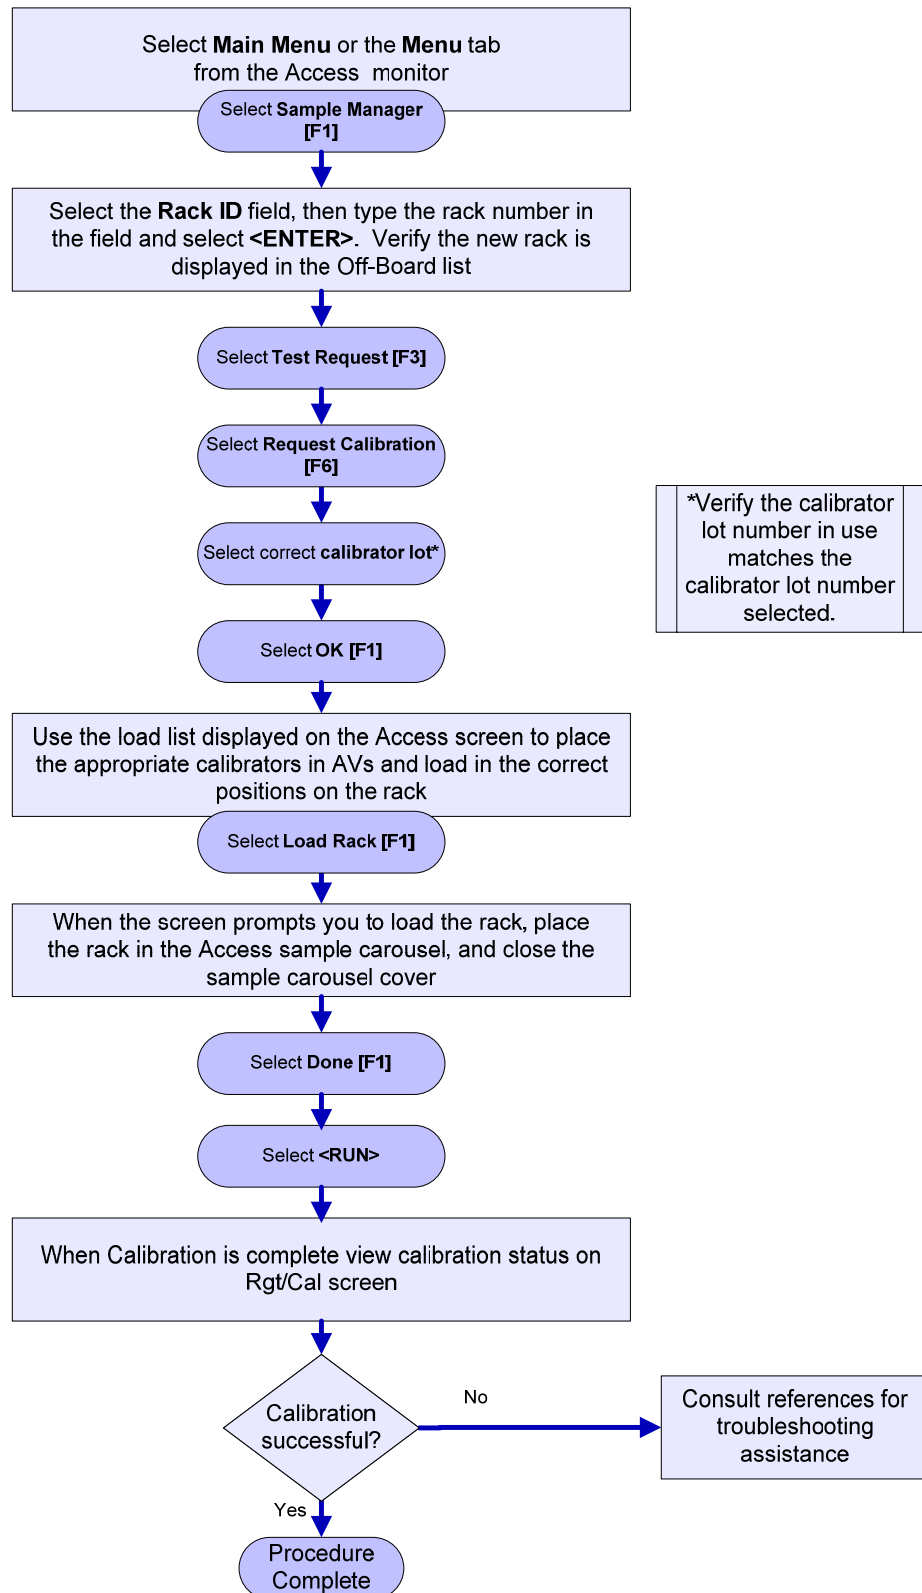 Select Main Menu or the Menu tab
from the Access monitor
Select Sample Manager
[F1]
Select the Rack ID field, then type the rack number in
the field and select <ENTER>. Verify the new rack is
displayed in the Off-Board list
Select Test Request [F3]
Select Request Calibration
[F6]
Select correct calibrator lot*
*Verify the calibrator
lot number in use
matches the
calibrator lot number
selected.
Select OK [F1]
Use the load list displayed on the Access screen to place
the appropriate calibrators in AVs and load in the correct
positions on the rack
Select Load Rack [F1]
When the screen prompts you to load the rack, place
the rack in the Access sample carousel, and close the
sample carousel cover
Select Done [F1]
Select <RUN>
When Calibration is complete view calibration status on
Rgt/Cal screen
Calibration
successful?
No
Consult references for
troubleshooting
assistance
Yes
Procedure
Complete